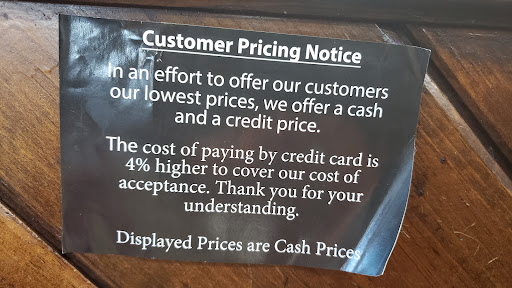 Customer Pricing Notice
In an effort to offer our customers
our lowest prices, we offer a cash
and a credit price.
The cost of paying by credit card is
4% higher to cover our cost of
acceptance. Thank you for your
understanding.
Displayed Prices are Cash Prices